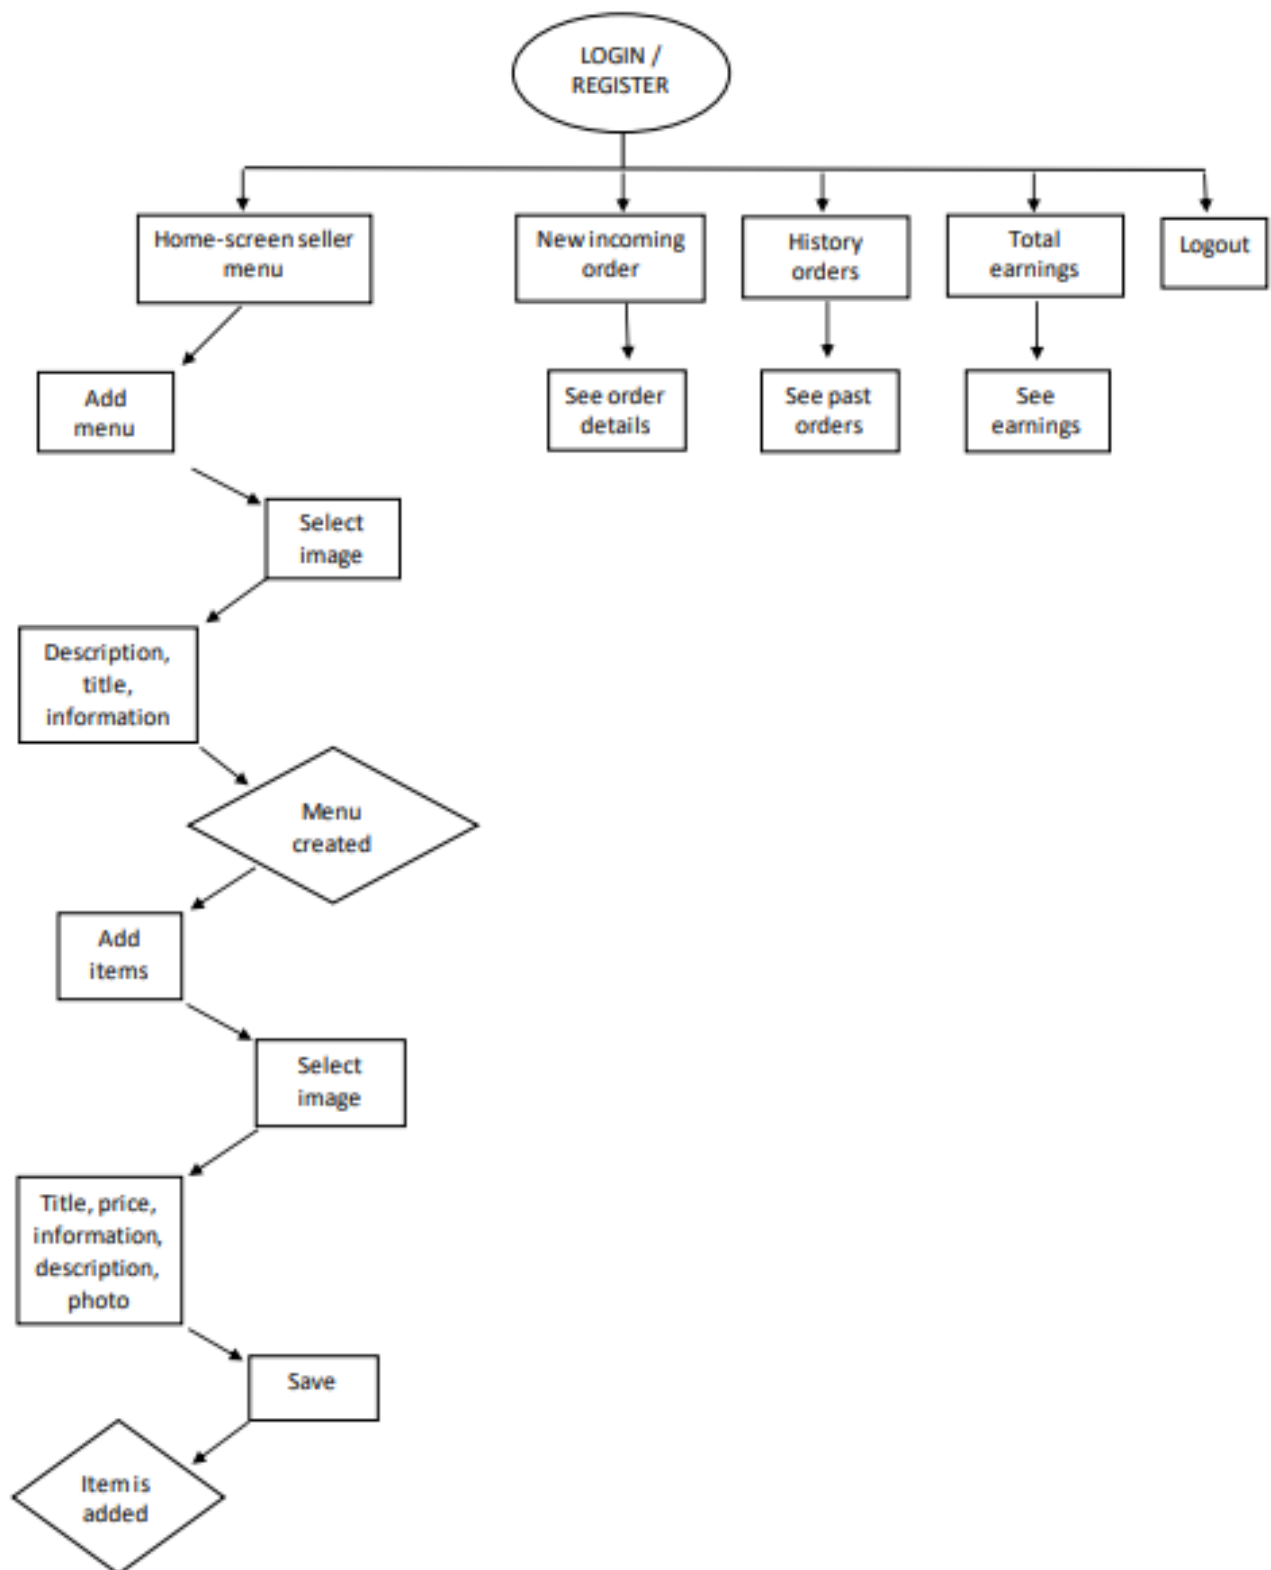 LOGIN /
REGISTER
Home-screen seller
menu
New incoming
order
History
orders
Total
earnings
Logout
Add
menu
See order
details
See past
orders
See
earnings
Select
image
Description,
title,
information
Menu
created
Add
items
Select
image
Title, price,
information,
description,
photo
Save
Item is
added